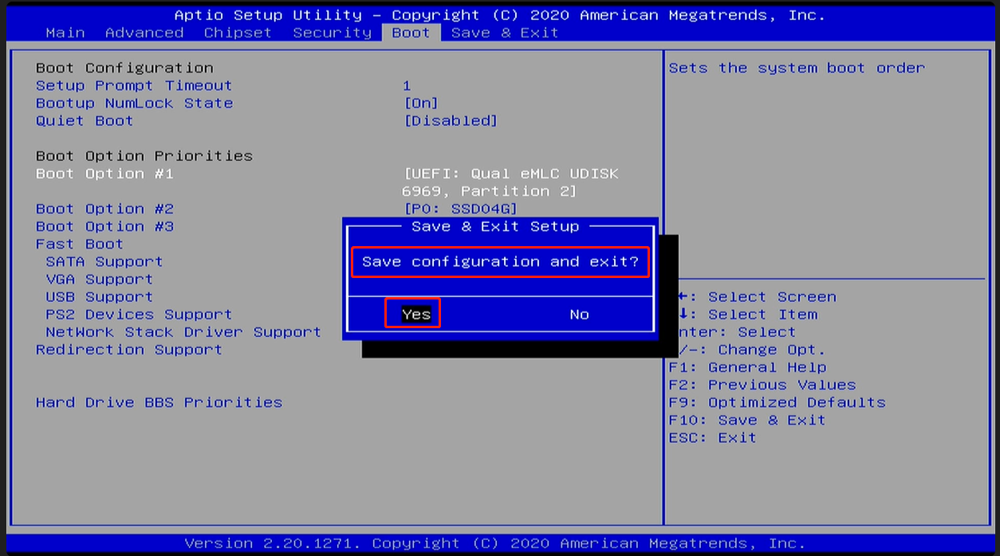 Aptio Setup Utility – Copyright (C) 2020 American Megatrends, Inc.
Main Advanced Chipset Security Boot Save & Exit
Boot Configuration
Setup Prompt Timeout 1
Bootup NumLock State [On]
Quiet Boot [Disabled]
Boot Option Priorities
Boot Option #1 [UEFI: Qual eMLC UDISK
6969, Partition 2]
Boot Option #2 [P0: SSD04G]
Boot Option #3
Fast Boot
SATA Support
VGA Support
USB Support
PS2 Devices Support
NetWork Stack Driver Support
Redirection Support
Hard Drive BBS Priorities
Save & Exit Setup
Save configuration and exit?
Yes No
Sets the system boot order
←: Select Screen
↓: Select Item
nter: Select
/-: Change Opt.
F1: General Help
F2: Previous Values
F9: Optimized Defaults
F10: Save & Exit
ESC: Exit
Version 2.20.1271. Copyright (C) 2020 American Megatrends, Inc.